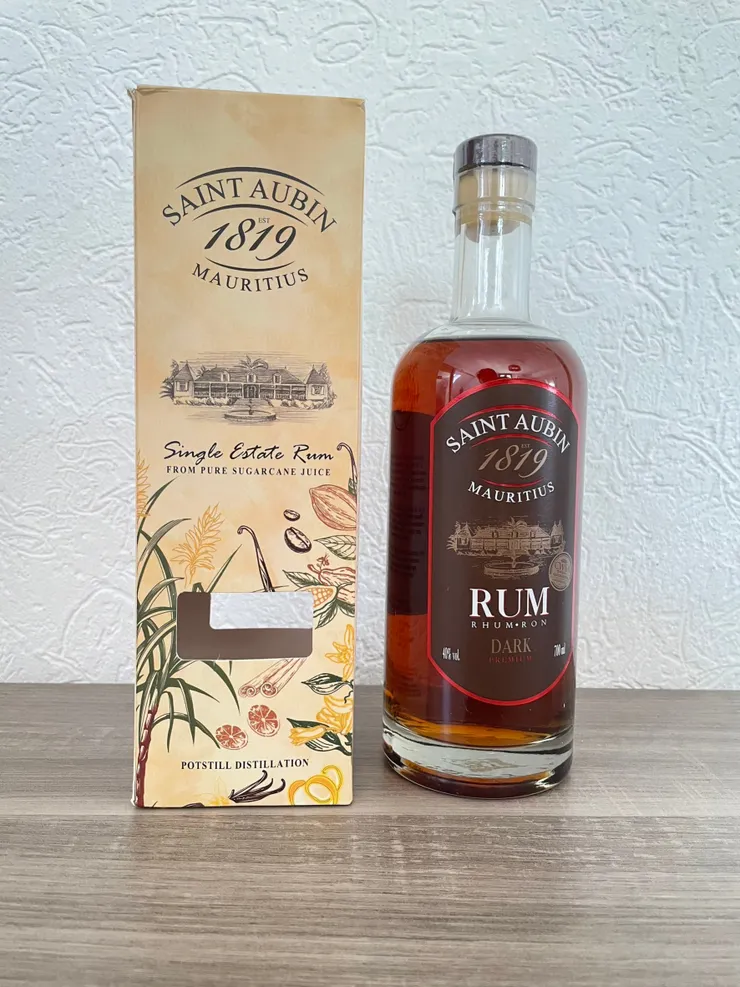 SAINT AUBIN
EST
1819
MAURITIUS
Single Estate Rum
FROM PURE SUGARCANE JUICE
POTSTILL DISTILLATION
SAINT AUBIN
EST
1819
MAURITIUS
RUM
RHUM•RON
DARK
PREMIUM
40% vol. 700 ml